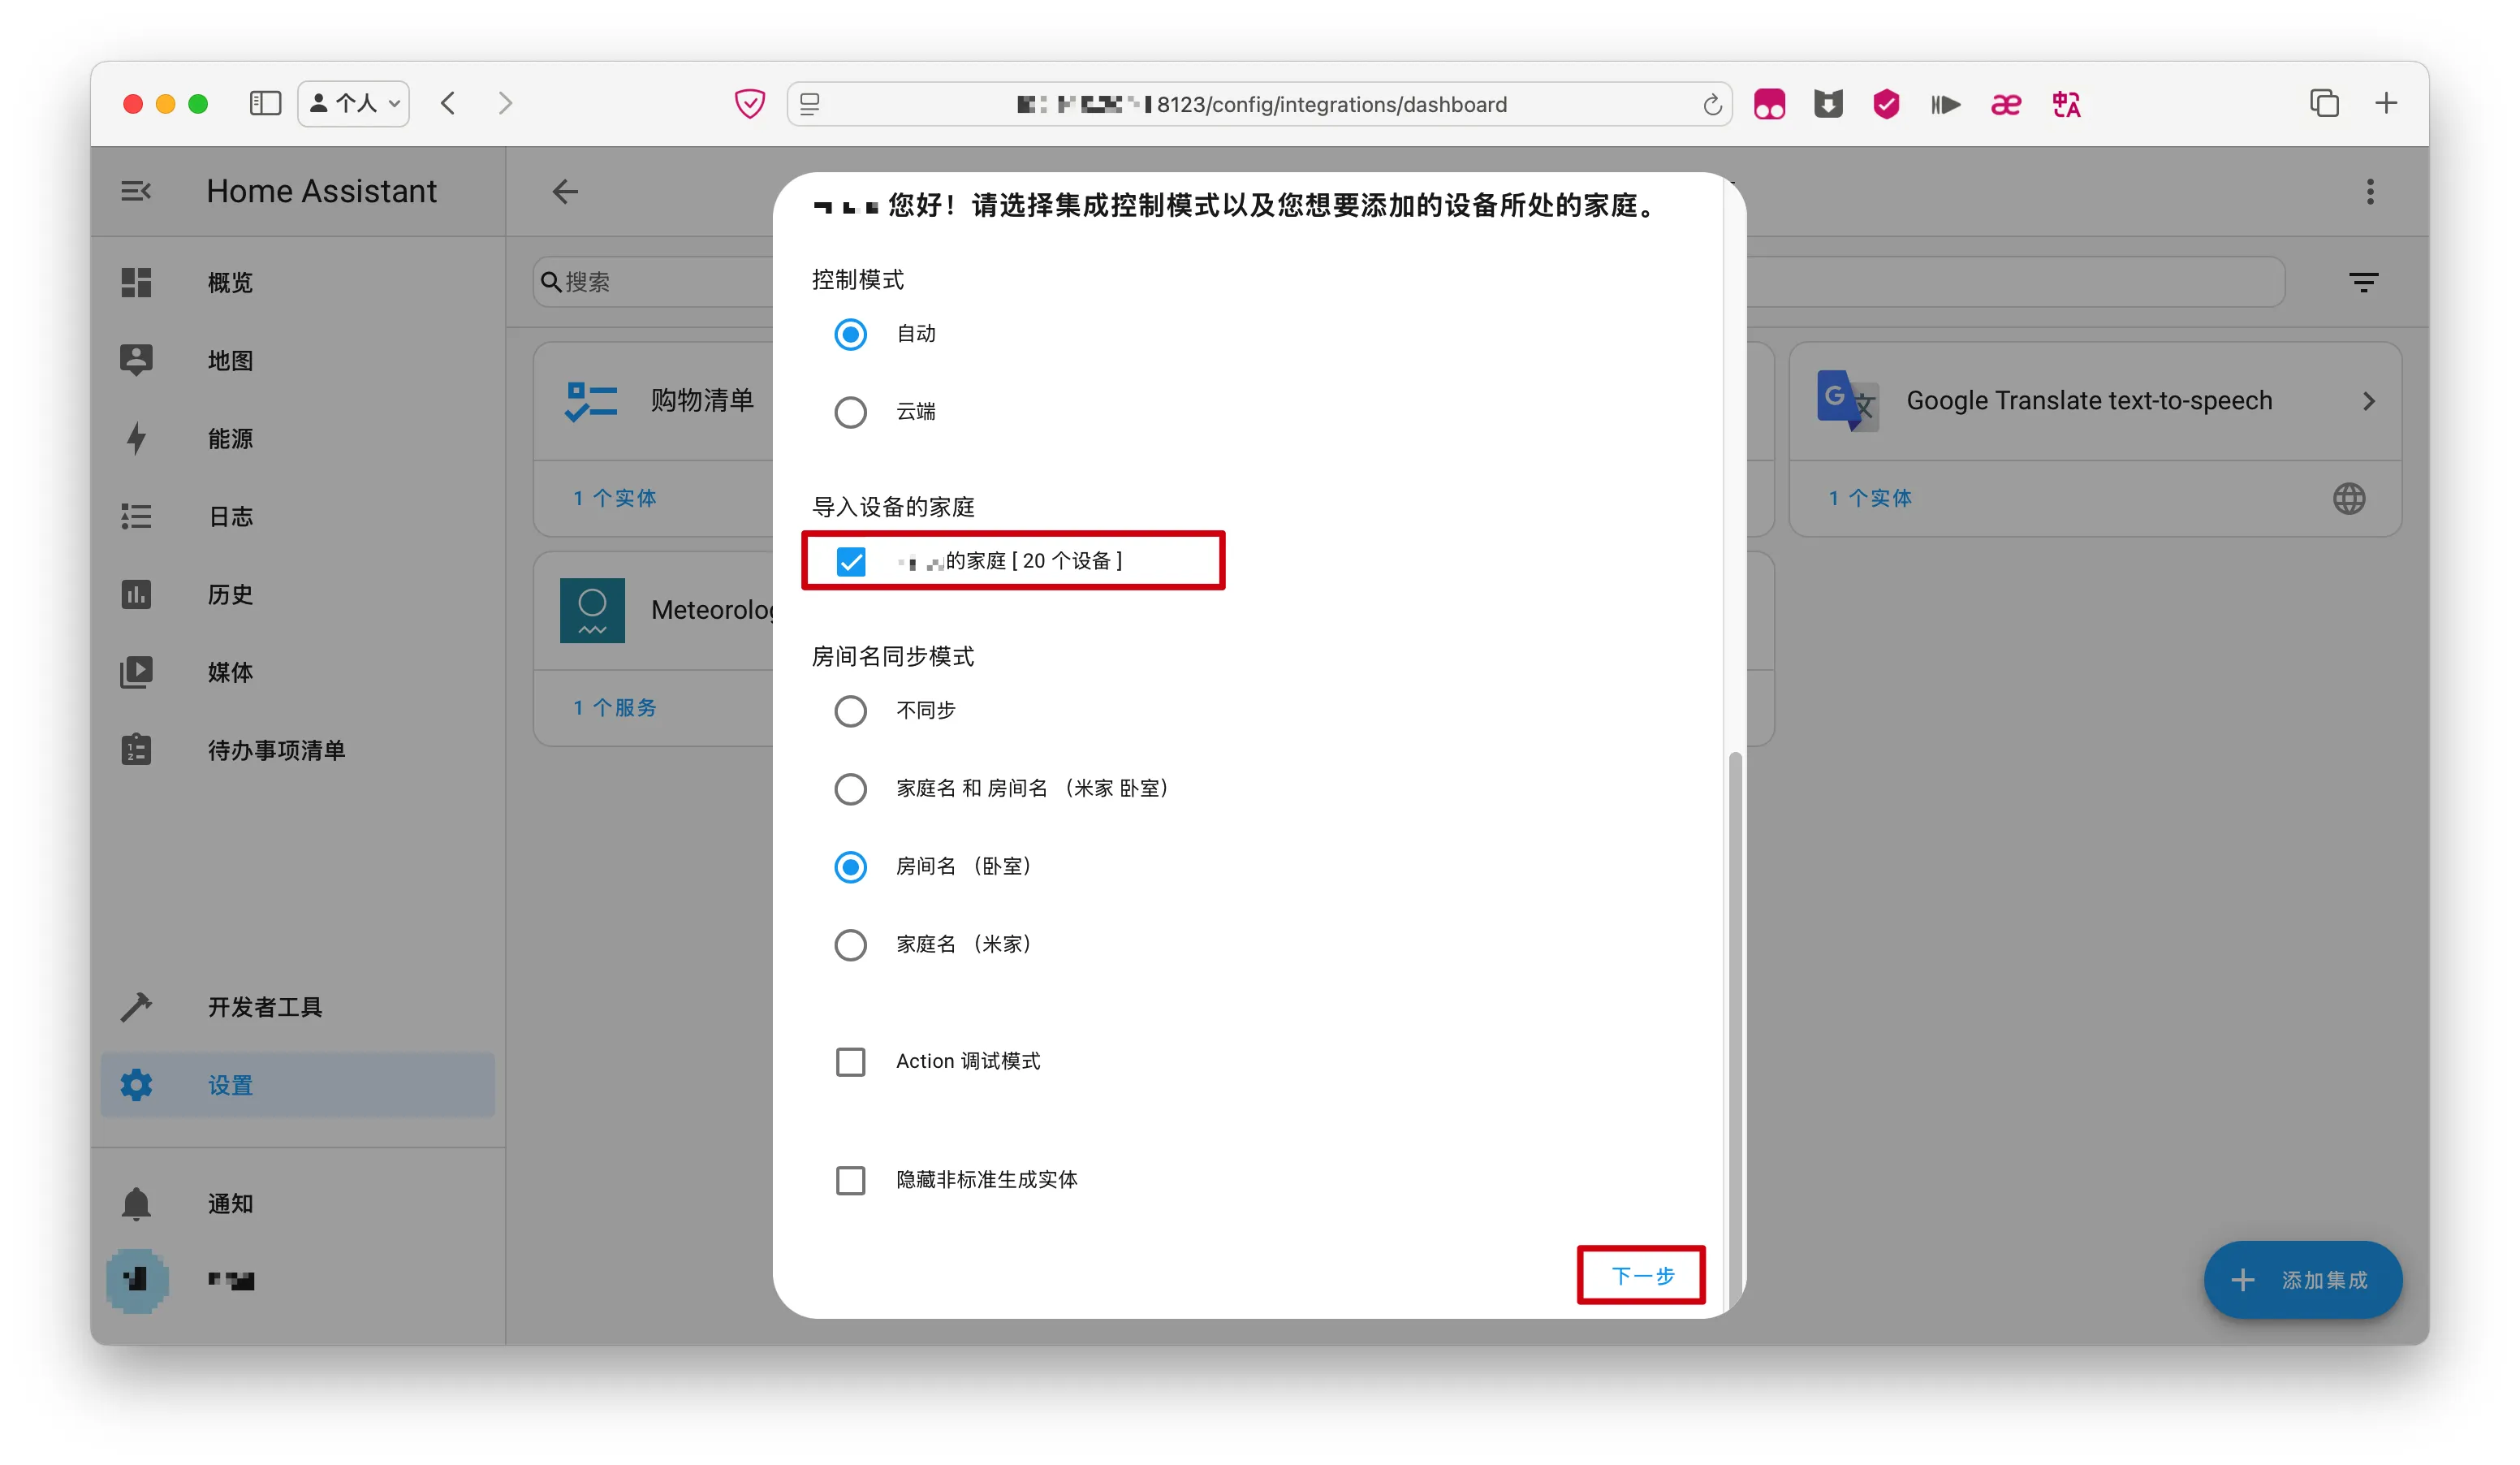 个人
8123/config/integrations/dashboard
Home Assistant
概览
地图
能源
日志
历史
媒体
待办事项清单
开发者工具
设置
通知
搜索
购物清单
1 个实体
Meteorolog
1 个服务
您好！请选择集成控制模式以及您想要添加的设备所处的家庭。
控制模式
自动
云端
导入设备的家庭
的家庭 [ 20 个设备 ]
房间名同步模式
不同步
家庭名 和 房间名 （米家 卧室）
房间名 （卧室）
家庭名 （米家）
Action 调试模式
隐藏非标准生成实体
下一步
Google Translate text-to-speech
1 个实体
添加集成